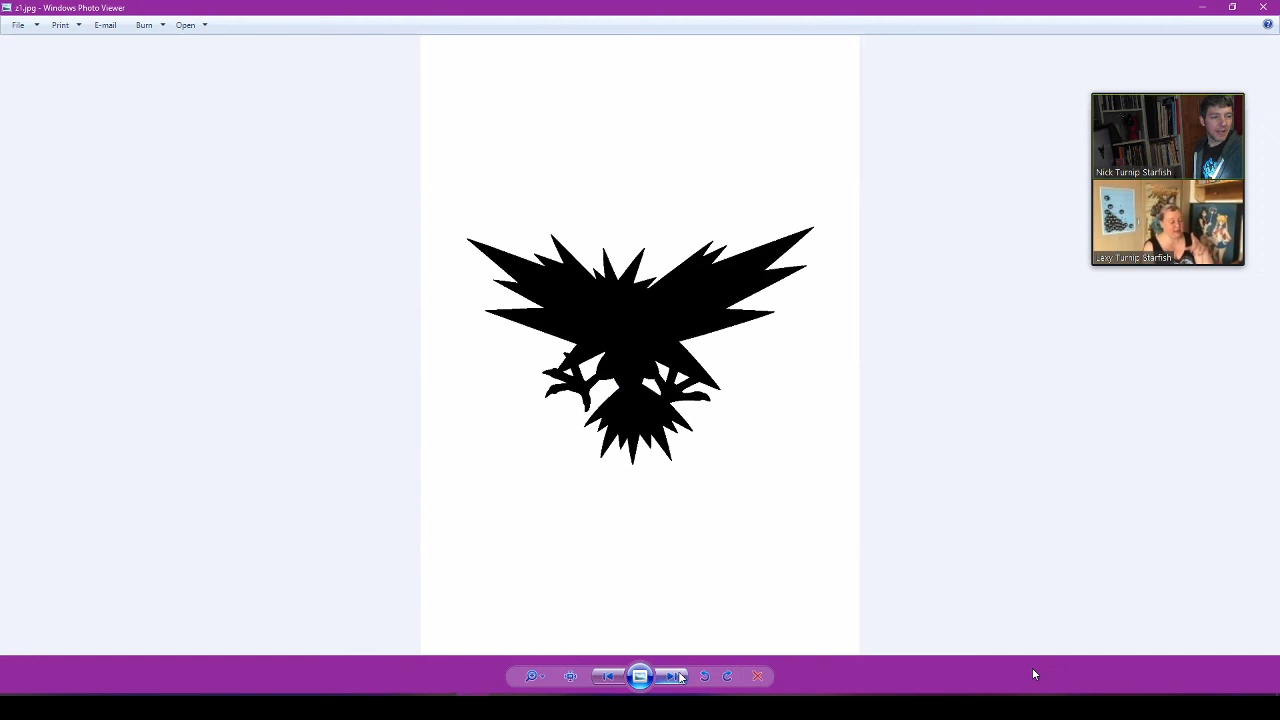 z1.jpg - Windows Photo Viewer
File Print E-mail Burn Open
Nick Turnip Starfish
Lexy Turnip Starfish